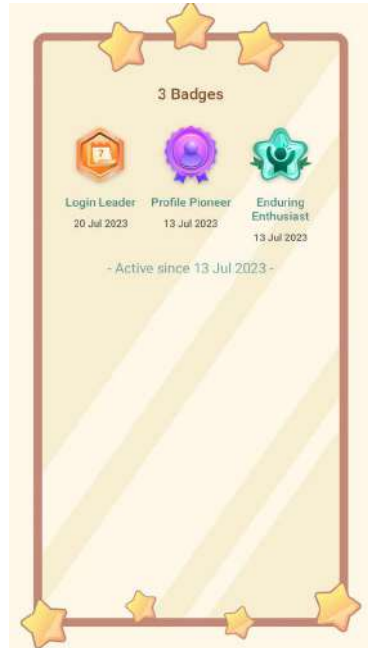 3 Badges
7
Login Leader
Profile Pioneer
Enduring
Enthusiast
20 Jul 2023
13 Jul 2023
13 Jul 2023
- Active since 13 Jul 2023 -